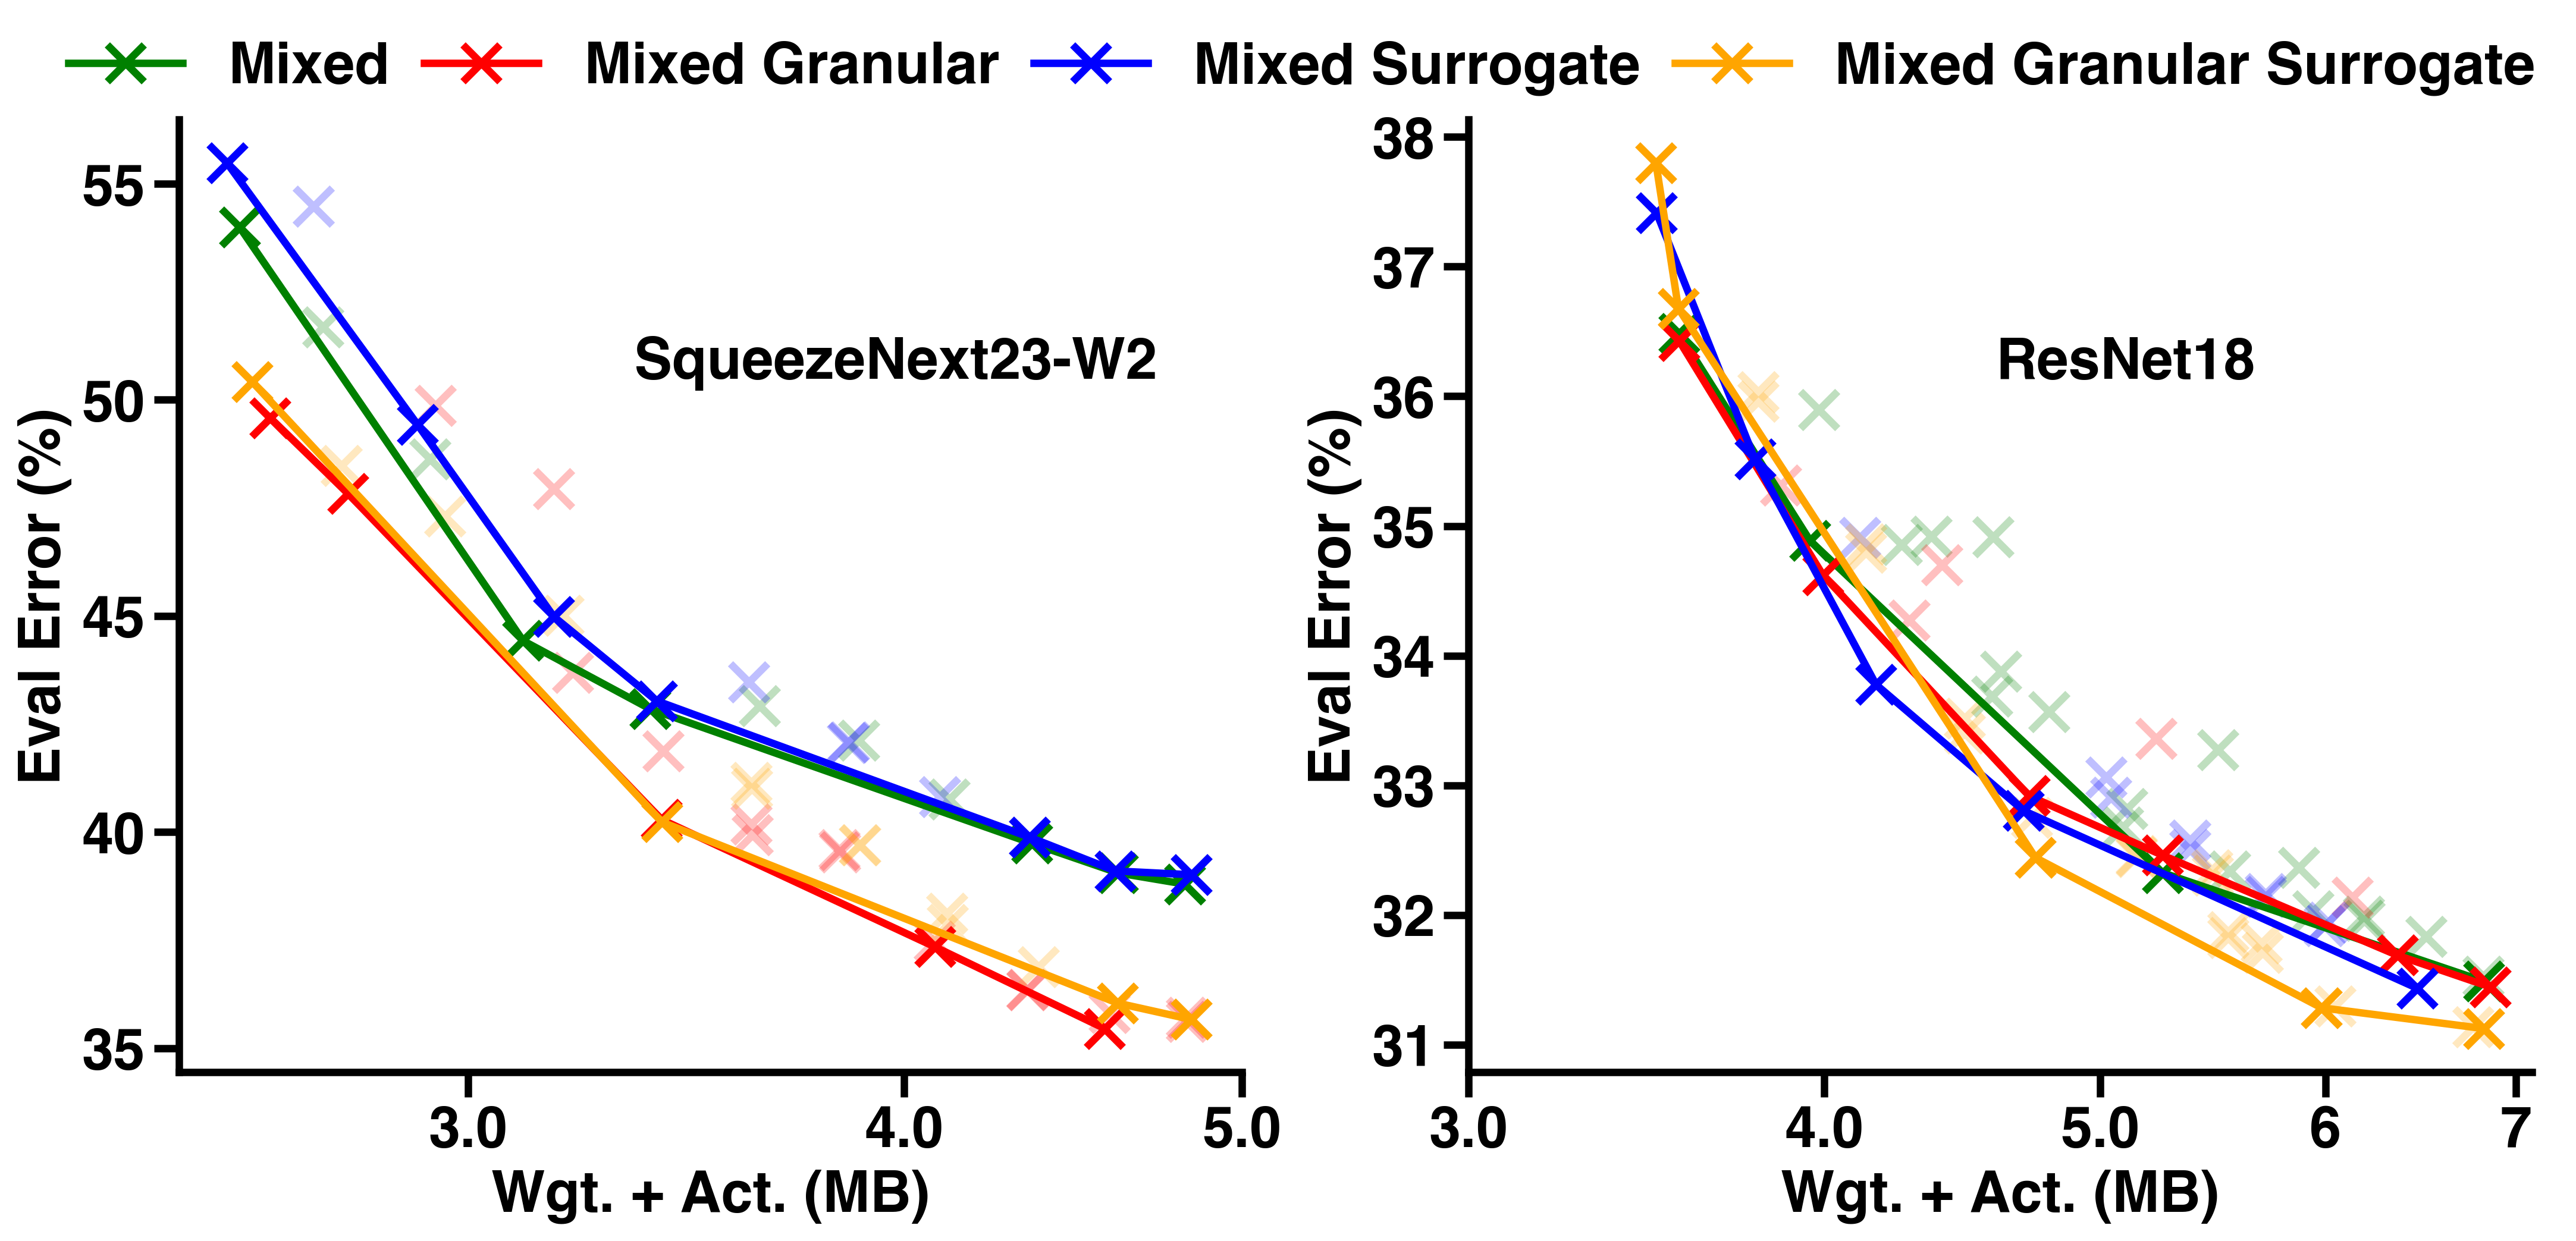 Mixed Mixed Granular Mixed Surrogate Mixed Granular Surrogate
SqueezeNext23-W2
Eval Error (%)
55
50
45
40
35
3.0 4.0 5.0
Wgt. + Act. (MB)
ResNet18
Eval Error (%)
38
37
36
35
34
33
32
31
3.0 4.0 5.0 6 7
Wgt. + Act. (MB)